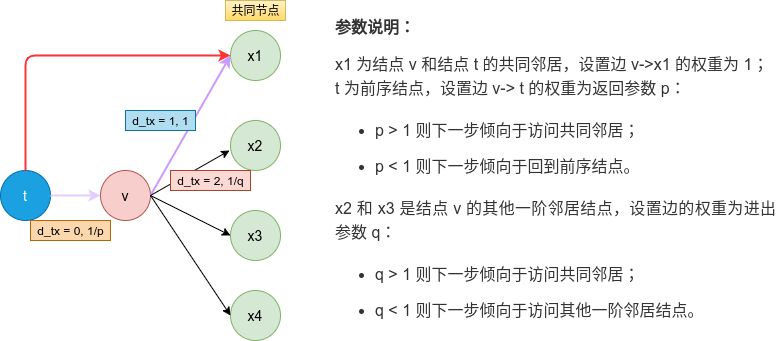 共同节点
x1
d_tx = 1, 1
x2
d_tx = 2, 1/q
t
v
d_tx = 0, 1/p
x3
x4
参数说明：
x1 为结点 v 和结点 t 的共同邻居，设置边 v->x1 的权重为 1；
t 为前序结点，设置边 v-> t 的权重为返回参数 p：
• p > 1 则下一步倾向于访问共同邻居；
• p < 1 则下一步倾向于回到前序结点。
x2 和 x3 是结点 v 的其他一阶邻居结点，设置边的权重为进出
参数 q：
• q > 1 则下一步倾向于访问共同邻居；
• q < 1 则下一步倾向于访问其他一阶邻居结点。